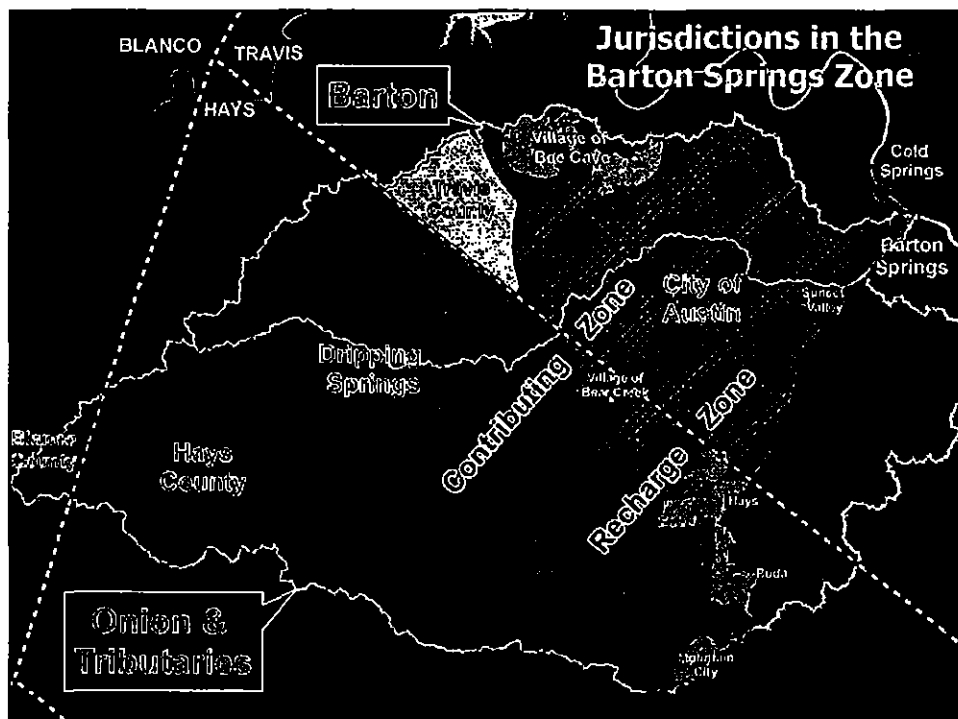 Jurisdictions in the
Barton Springs Zone
BLANCO
TRAVIS
HAYS
Barton
Village of
Bee Cave
Cold
Springs
Travis
County
Barton
Springs
City of
Austin
Sunset
Valley
Contributing Zone
Dripping
Springs
Village of
Bear Creek
Recharge Zone
Blanco
County
Hays
County
Hays
Buda
Onion &
Tributaries
Mountain
City